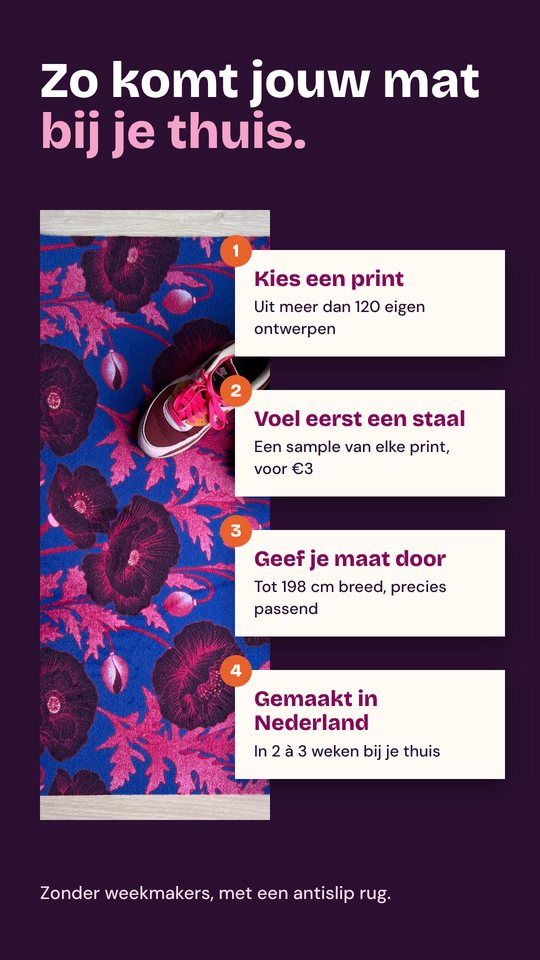 Zo komt jouw mat
bij je thuis.
1
Kies een print
Uit meer dan 120 eigen
ontwerpen
2
Voel eerst een staal
Een sample van elke print,
voor €3
3
Geef je maat door
Tot 198 cm breed, precies
passend
4
Gemaakt in
Nederland
In 2 à 3 weken bij je thuis
Zonder weekmakers, met een antislip rug.